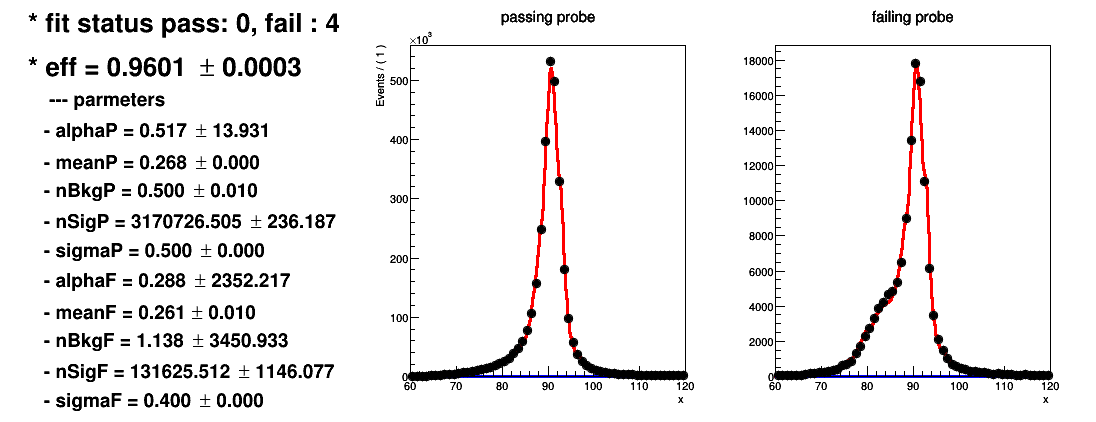 * fit status pass: 0, fail : 4
* eff = 0.9601 ± 0.0003
--- parmeters
- alphaP = 0.517 ± 13.931
- meanP = 0.268 ± 0.000
- nBkgP = 0.500 ± 0.010
- nSigP = 3170726.505 ± 236.187
- sigmaP = 0.500 ± 0.000
- alphaF = 0.288 ± 2352.217
- meanF = 0.261 ± 0.010
- nBkgF = 1.138 ± 3450.933
- nSigF = 131625.512 ± 1146.077
- sigmaF = 0.400 ± 0.000
passing probe
×10³
Events / ( 1 )
500
400
300
200
100
0
60 70 80 90 100 110 120
x
failing probe
18000
16000
14000
12000
10000
8000
6000
4000
2000
0
60 70 80 90 100 110 120
x